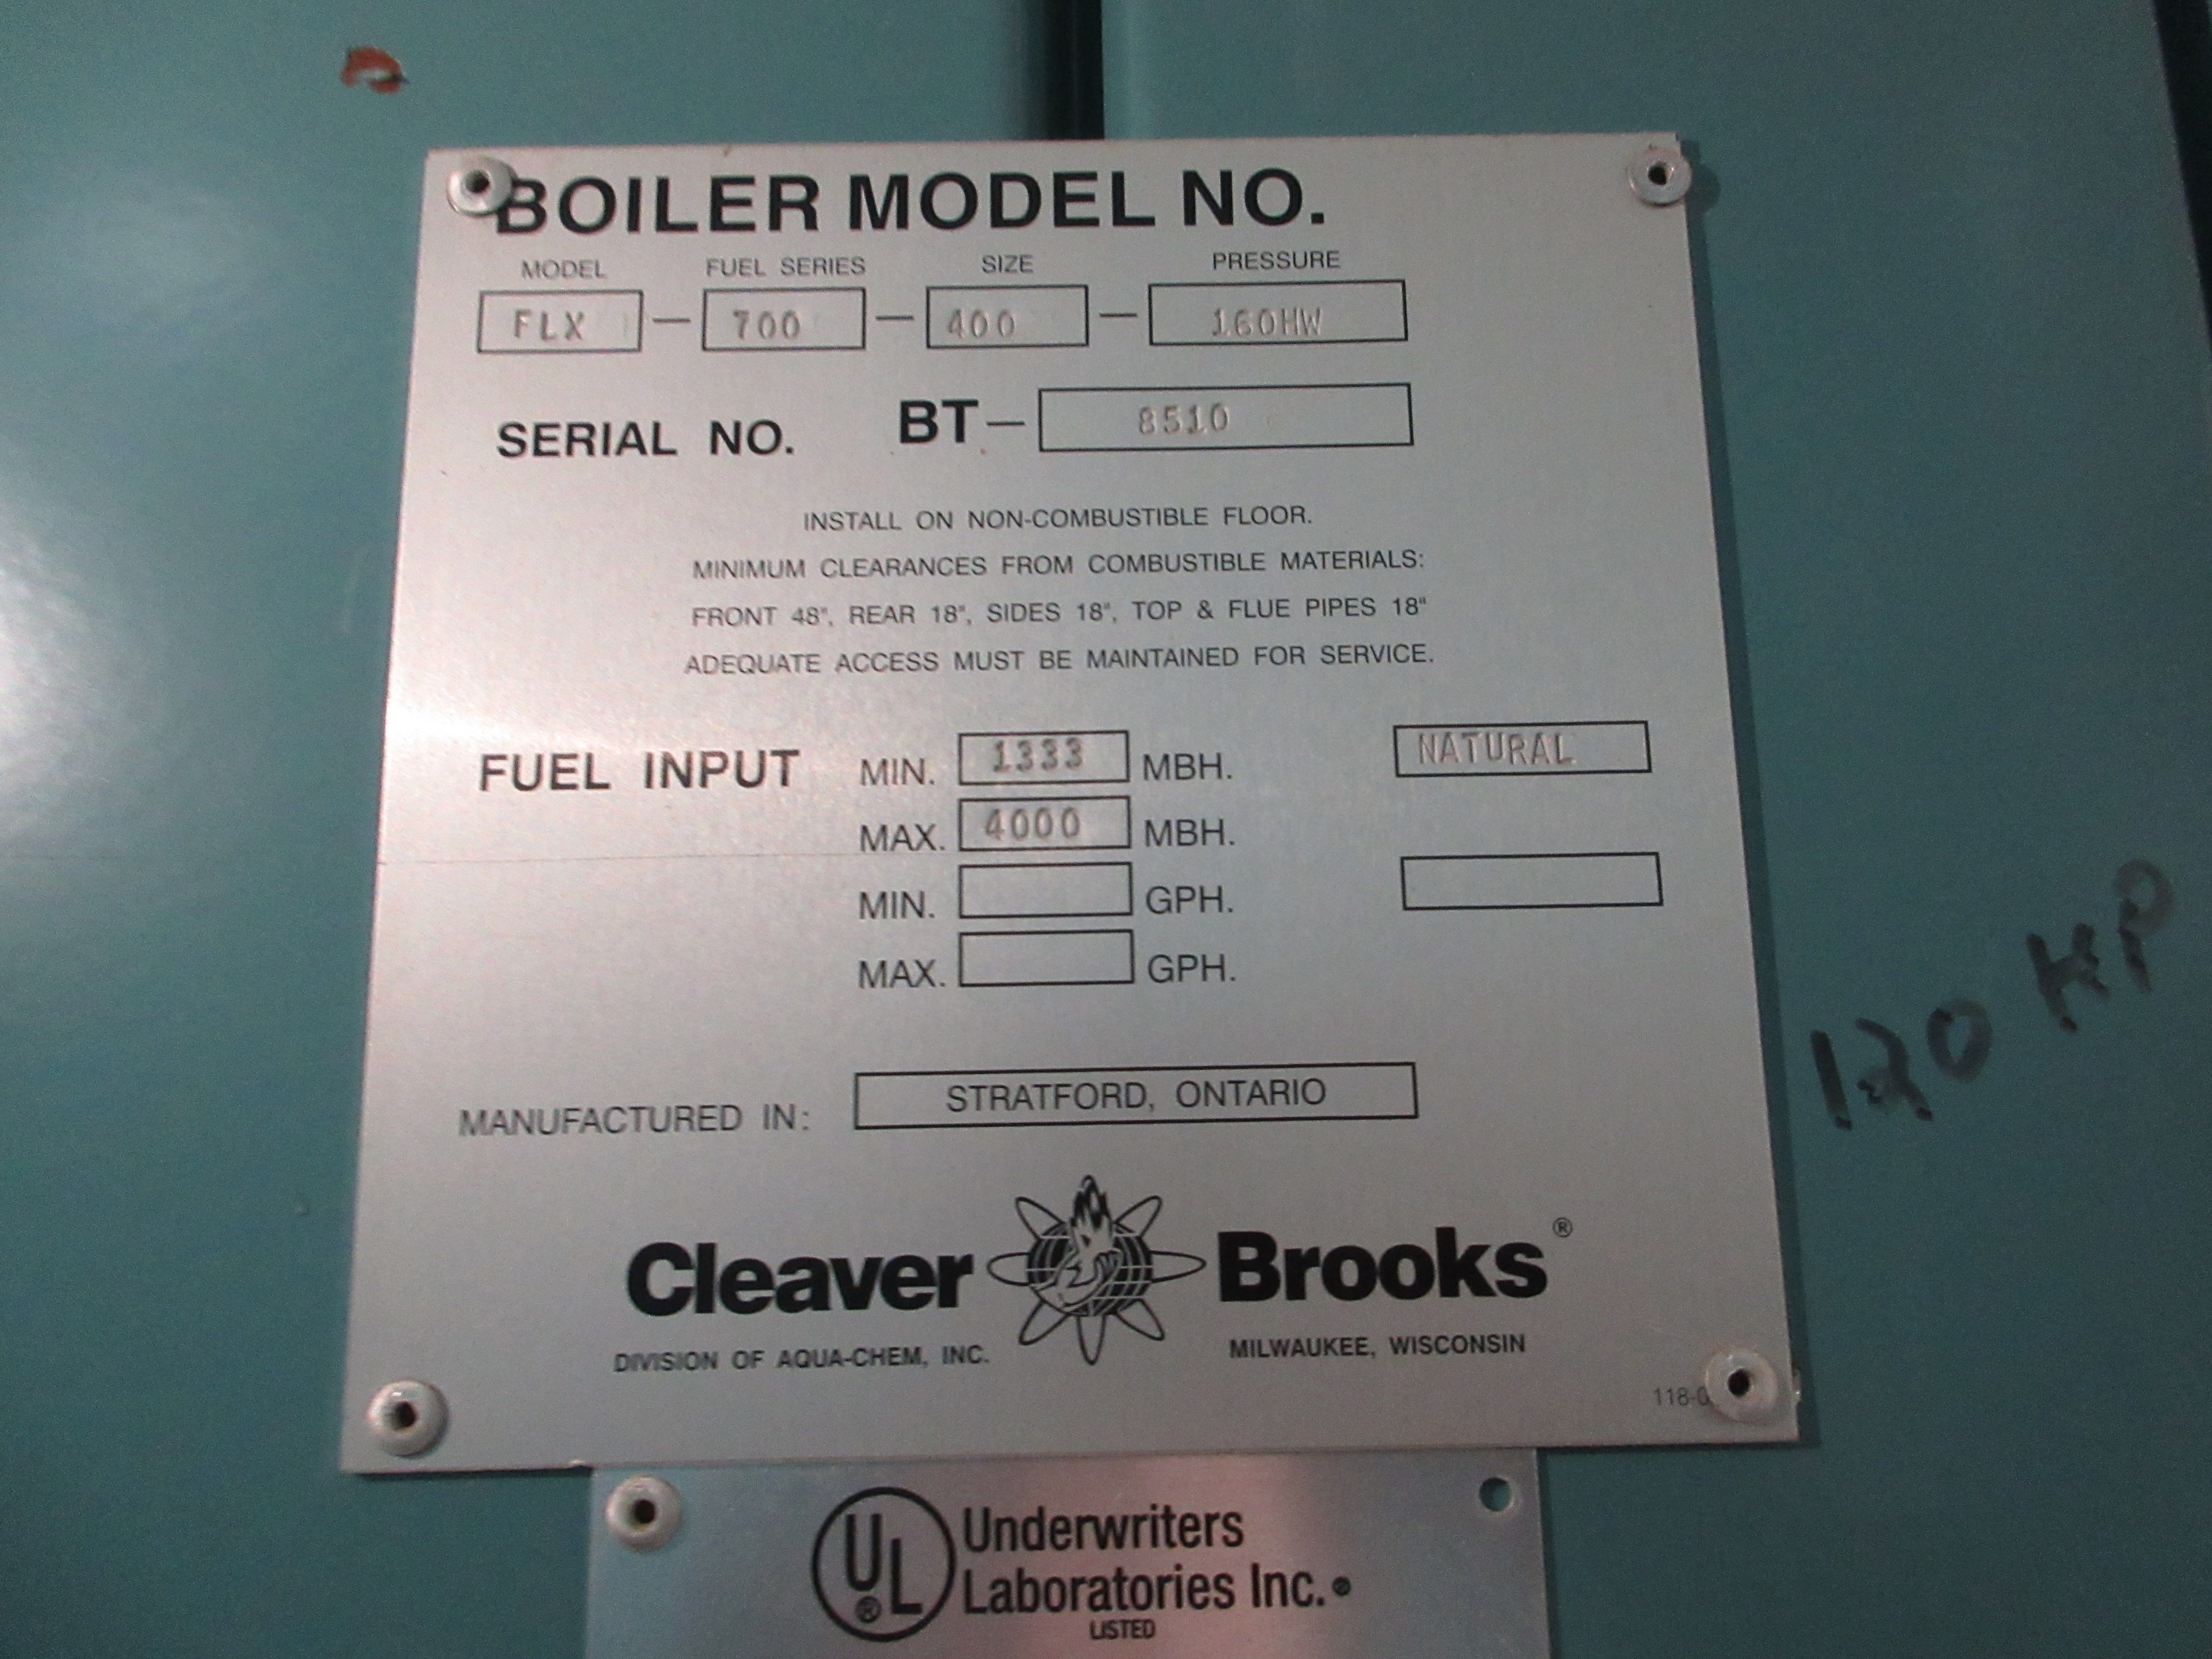 BOILER MODEL NO.
MODEL FUEL SERIES SIZE PRESSURE
FLX — 700 — 400 — 160HW
SERIAL NO. BT— 8510
INSTALL ON NON-COMBUSTIBLE FLOOR.
MINIMUM CLEARANCES FROM COMBUSTIBLE MATERIALS:
FRONT 48", REAR 18", SIDES 18", TOP & FLUE PIPES 18"
ADEQUATE ACCESS MUST BE MAINTAINED FOR SERVICE.
FUEL INPUT MIN. 1333 MBH. NATURAL
MAX. 4000 MBH.
MIN. GPH.
MAX. GPH.
120 HP
MANUFACTURED IN: STRATFORD, ONTARIO
Cleaver Brooks®
DIVISION OF AQUA-CHEM, INC. MILWAUKEE, WISCONSIN
UL® Underwriters
Laboratories Inc.®
LISTED